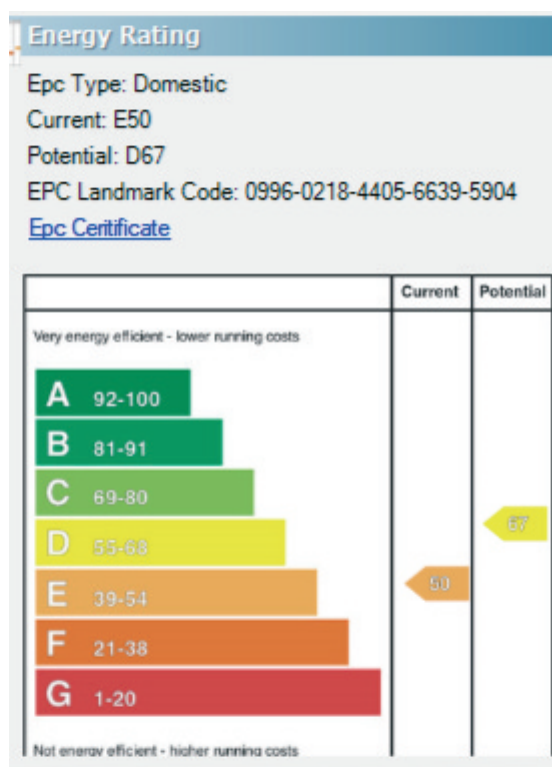 Energy Rating
Epc Type: Domestic
Current: E50
Potential: D67
EPC Landmark Code: 0996-0218-4405-6639-5904
Epc Ceritificate
Current Potential
Very energy efficient - lower running costs
A 92-100
B 81-91
C 69-80
67
D 55-68
E 39-54 50
F 21-38
G 1-20
Not energy efficient - higher running costs